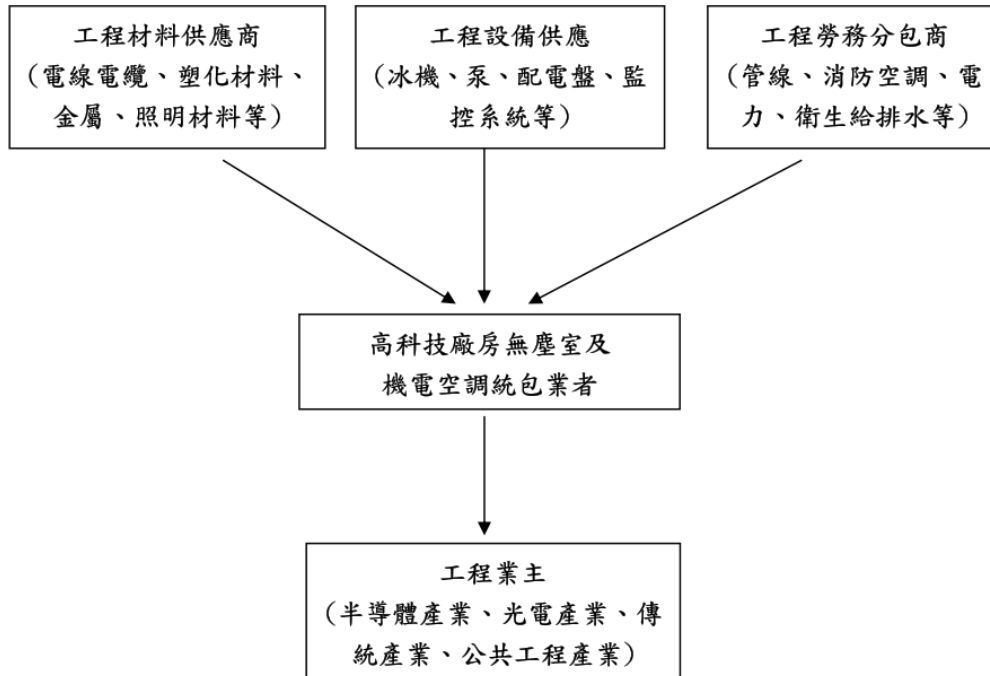 工程材料供應商
（電線電纜、塑化材料、
金屬、照明材料等）
工程設備供應
（冰機、泵、配電盤、監
控系統等）
工程勞務分包商
（管線、消防空調、電
力、衛生給排水等）
高科技廠房無塵室及
機電空調統包業者
工程業主
（半導體產業、光電產業、傳
統產業、公共工程產業）